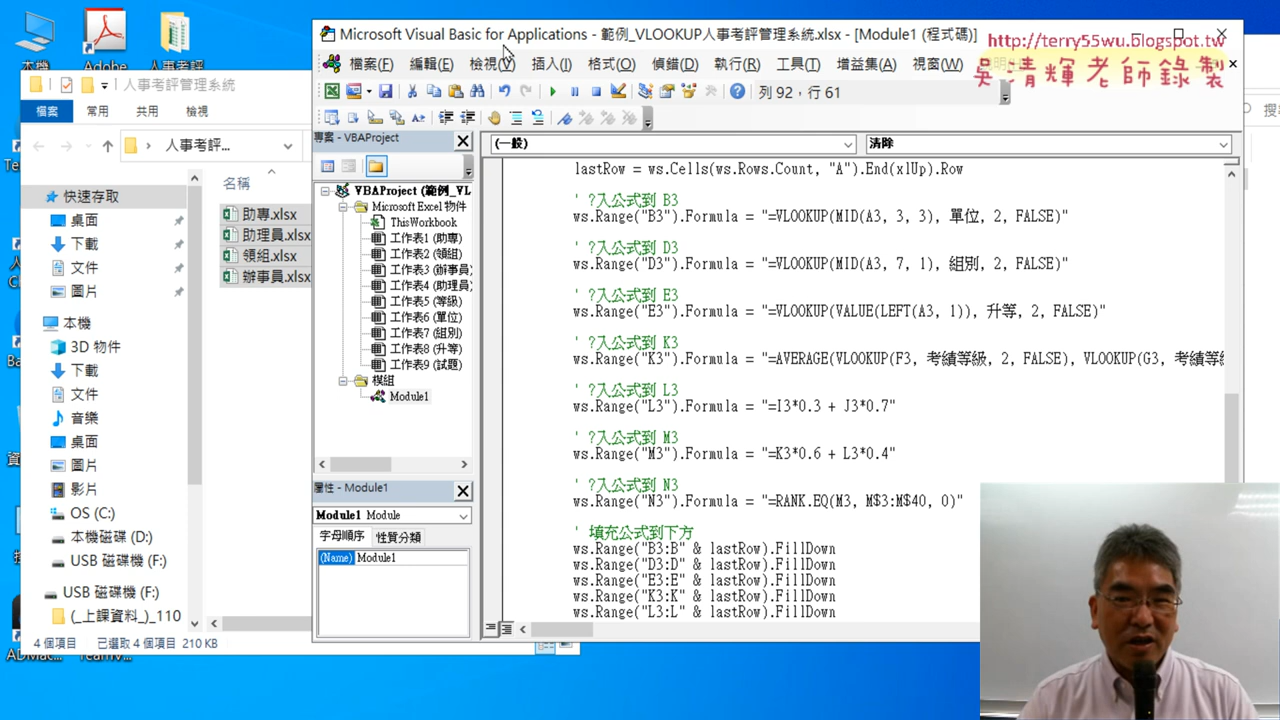 本機
Adobe
人事考評
Microsoft Visual Basic for Applications - 範例_VLOOKUP人事考評管理系統.xlsx - [Module1 (程式碼)]
http://terry55wu.blogspot.tw
吳清輝老師錄製
檔案(F) 編輯(E) 檢視(V) 插入(I) 格式(O) 偵錯(D) 執行(R) 工具(T) 增益集(A) 視窗(W)
列 92, 行 61
人事考評管理系統
檔案 常用 共用 檢視
人事考評...
名稱
快速存取
桌面
下載
文件
圖片
本機
3D 物件
下載
文件
音樂
桌面
圖片
影片
OS (C:)
本機磁碟 (D:)
USB 磁碟機 (F:)
USB 磁碟機 (F:)
(_上課資料_)_110
助專.xlsx
助理員.xlsx
領組.xlsx
辦事員.xlsx
4 個項目 已選取 4 個項目 210 KB
專案 - VBAProject
VBAProject (範例_VL
Microsoft Excel 物件
ThisWorkbook
工作表1 (助專)
工作表2 (領組)
工作表3 (辦事員)
工作表4 (助理員)
工作表5 (等級)
工作表6 (單位)
工作表7 (組別)
工作表8 (升等)
工作表9 (試題)
模組
Module1
屬性 - Module1
Module1 Module
字母順序 性質分類
(Name) Module1
(一般) 清除
lastRow = ws.Cells(ws.Rows.Count, "A").End(xlUp).Row
' ?入公式到 B3
ws.Range("B3").Formula = "=VLOOKUP(MID(A3, 3, 3), 單位, 2, FALSE)"
' ?入公式到 D3
ws.Range("D3").Formula = "=VLOOKUP(MID(A3, 7, 1), 組別, 2, FALSE)"
' ?入公式到 E3
ws.Range("E3").Formula = "=VLOOKUP(VALUE(LEFT(A3, 1)), 升等, 2, FALSE)"
' ?入公式到 K3
ws.Range("K3").Formula = "=AVERAGE(VLOOKUP(F3, 考績等級, 2, FALSE), VLOOKUP(G3, 考績等級
' ?入公式到 L3
ws.Range("L3").Formula = "=I3*0.3 + J3*0.7"
' ?入公式到 M3
ws.Range("M3").Formula = "=K3*0.6 + L3*0.4"
' ?入公式到 N3
ws.Range("N3").Formula = "=RANK.EQ(M3, M$3:M$40, 0)"
' 填充公式到下方
ws.Range("B3:B" & lastRow).FillDown
ws.Range("D3:D" & lastRow).FillDown
ws.Range("E3:E" & lastRow).FillDown
ws.Range("K3:K" & lastRow).FillDown
ws.Range("L3:L" & lastRow).FillDown